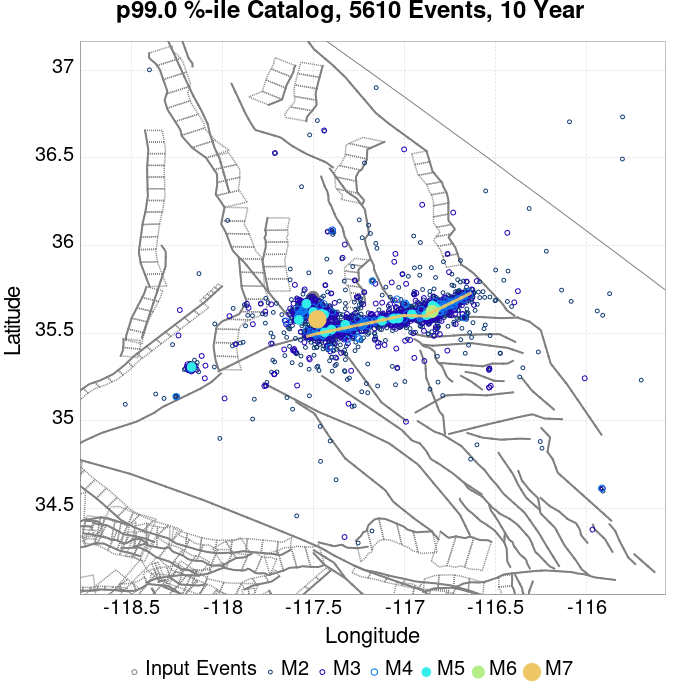 p99.0 %-ile Catalog, 5610 Events, 10 Year
37
36.5
36
35.5
35
34.5
Latitude
-118.5 -118 -117.5 -117 -116.5 -116
Longitude
Input Events M2 M3 M4 M5 M6 M7